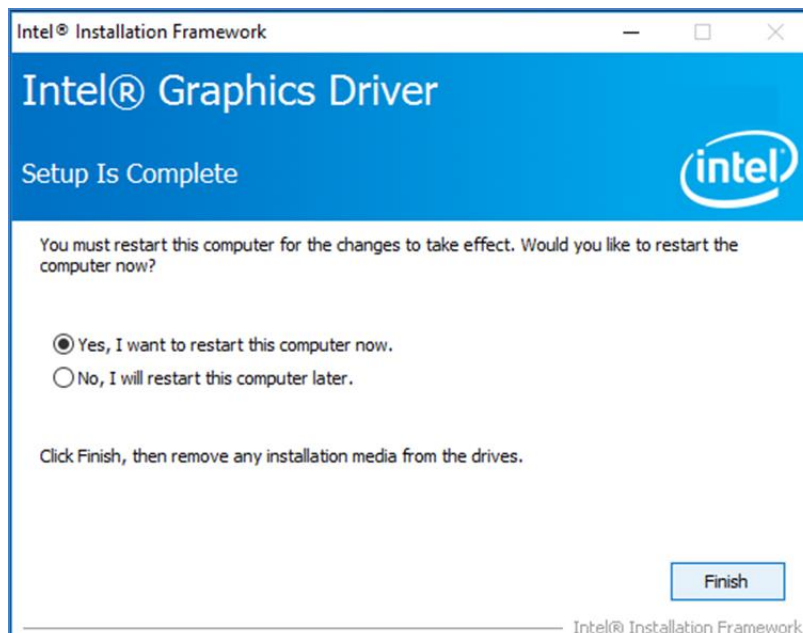 Intel® Installation Framework
Intel® Graphics Driver
Setup Is Complete
intel
You must restart this computer for the changes to take effect. Would you like to restart the
computer now?
Yes, I want to restart this computer now.
No, I will restart this computer later.
Click Finish, then remove any installation media from the drives.
Finish
Intel® Installation Framework